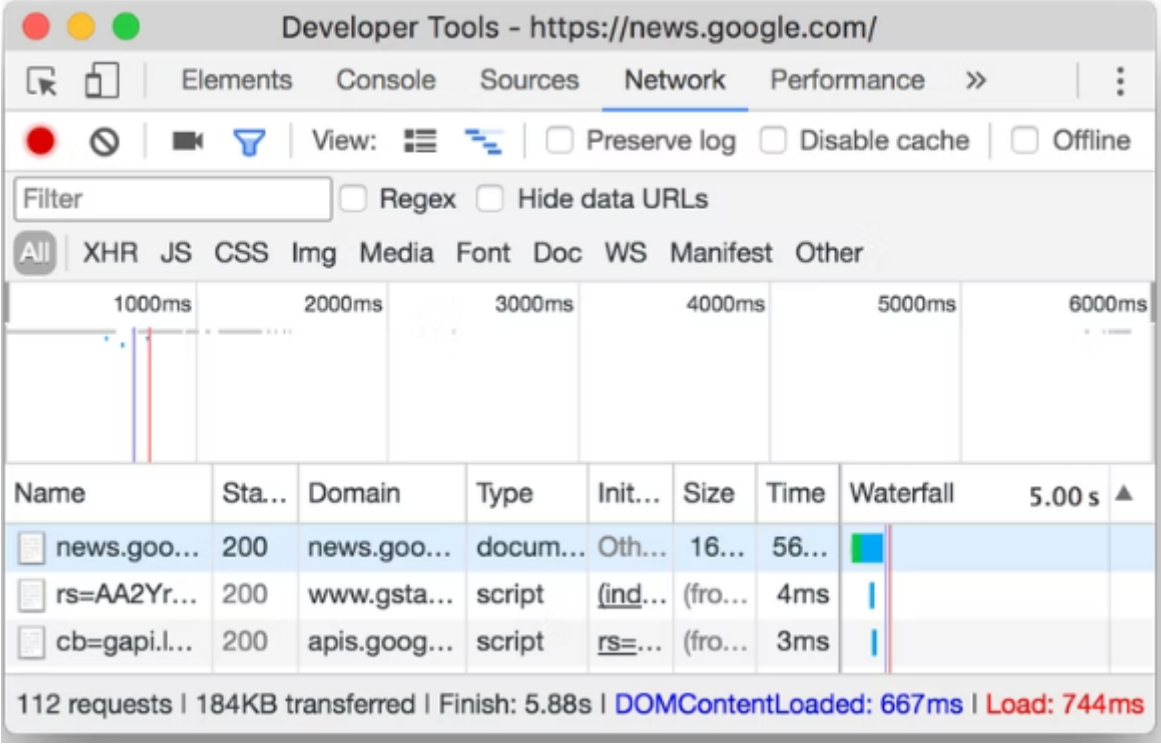 Developer Tools - https://news.google.com/
Elements Console Sources Network Performance »
View: Preserve log Disable cache Offline
Filter Regex Hide data URLs
All XHR JS CSS Img Media Font Doc WS Manifest Other
1000ms 2000ms 3000ms 4000ms 5000ms 6000ms
Name Sta... Domain Type Init... Size Time Waterfall 5.00 s ▲
news.goo... 200 news.goo... docum... Oth... 16... 56...
rs=AA2Yr... 200 www.gsta... script (ind... (fro... 4ms
cb=gapi.l... 200 apis.goog... script rs=... (fro... 3ms
112 requests | 184KB transferred | Finish: 5.88s | DOMContentLoaded: 667ms | Load: 744ms